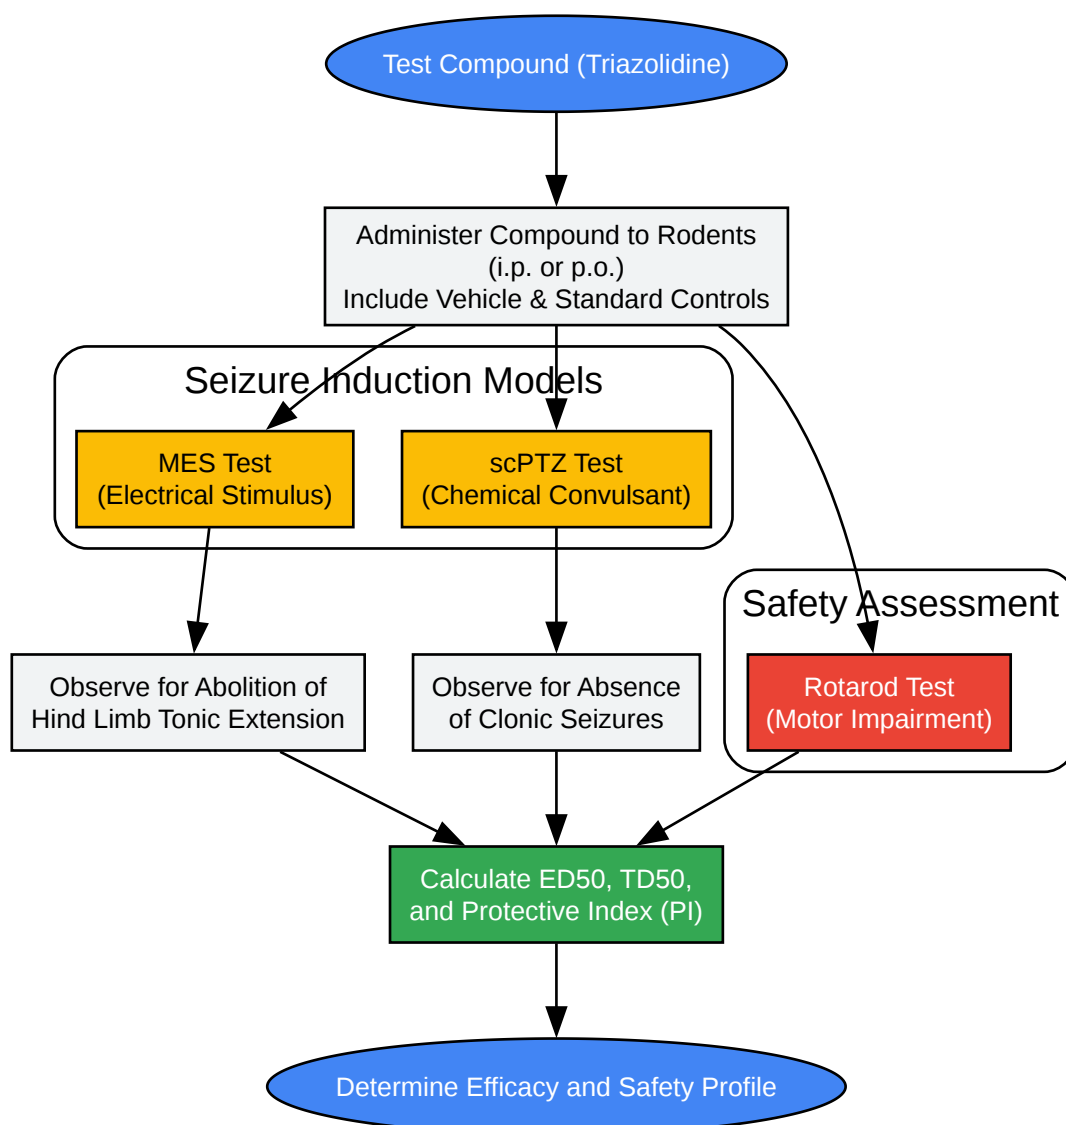 Test Compound (Triazolidine)
Administer Compound to Rodents
(i.p. or p.o.)
Include Vehicle & Standard Controls
Seizure Induction Models
MES Test
(Electrical Stimulus)
scPTZ Test
(Chemical Convulsant)
Safety Assessment
Observe for Abolition of
Hind Limb Tonic Extension
Observe for Absence
of Clonic Seizures
Rotarod Test
(Motor Impairment)
Calculate ED50, TD50,
and Protective Index (PI)
Determine Efficacy and Safety Profile